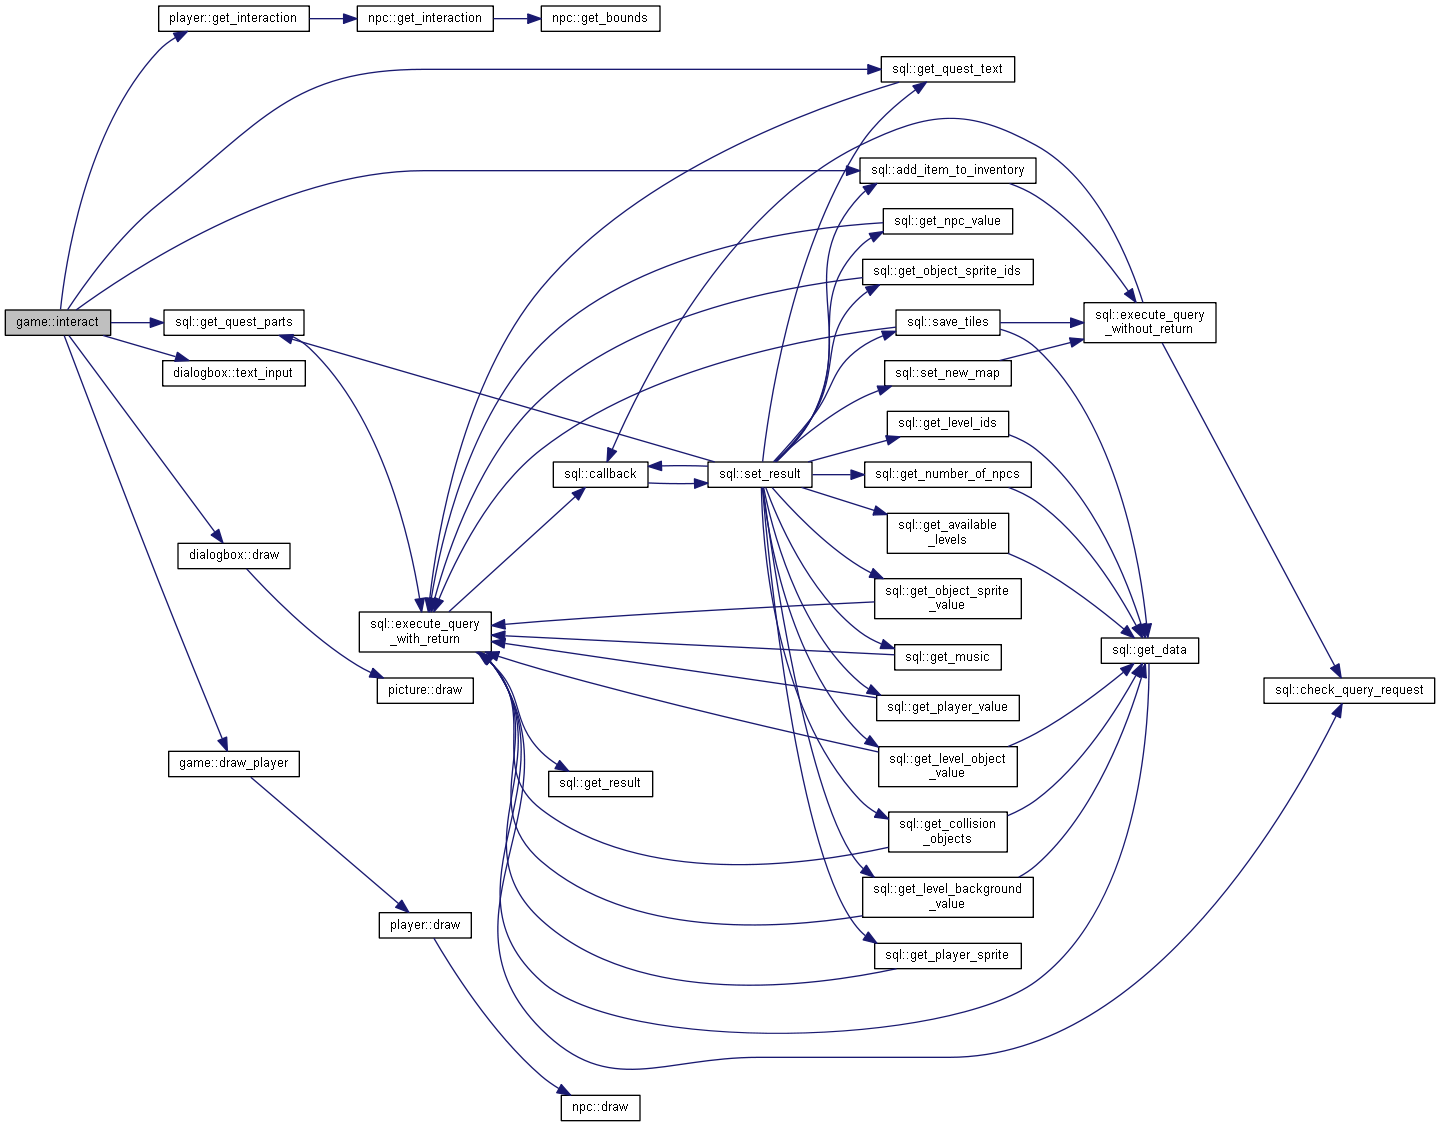 player::get_interaction
npc::get_interaction
npc::get_bounds
sql::get_quest_text
sql::add_item_to_inventory
sql::get_npc_value
sql::get_object_sprite_ids
game::interact
sql::get_quest_parts
sql::save_tiles
sql::execute_query
_without_return
dialogbox::text_input
sql::set_new_map
sql::get_level_ids
sql::callback
sql::set_result
sql::get_number_of_npcs
sql::get_available
_levels
dialogbox::draw
sql::get_object_sprite
_value
sql::execute_query
_with_return
sql::get_music
sql::get_data
picture::draw
sql::get_player_value
sql::check_query_request
game::draw_player
sql::get_result
sql::get_level_object
_value
sql::get_collision
_objects
sql::get_level_background
_value
player::draw
sql::get_player_sprite
npc::draw